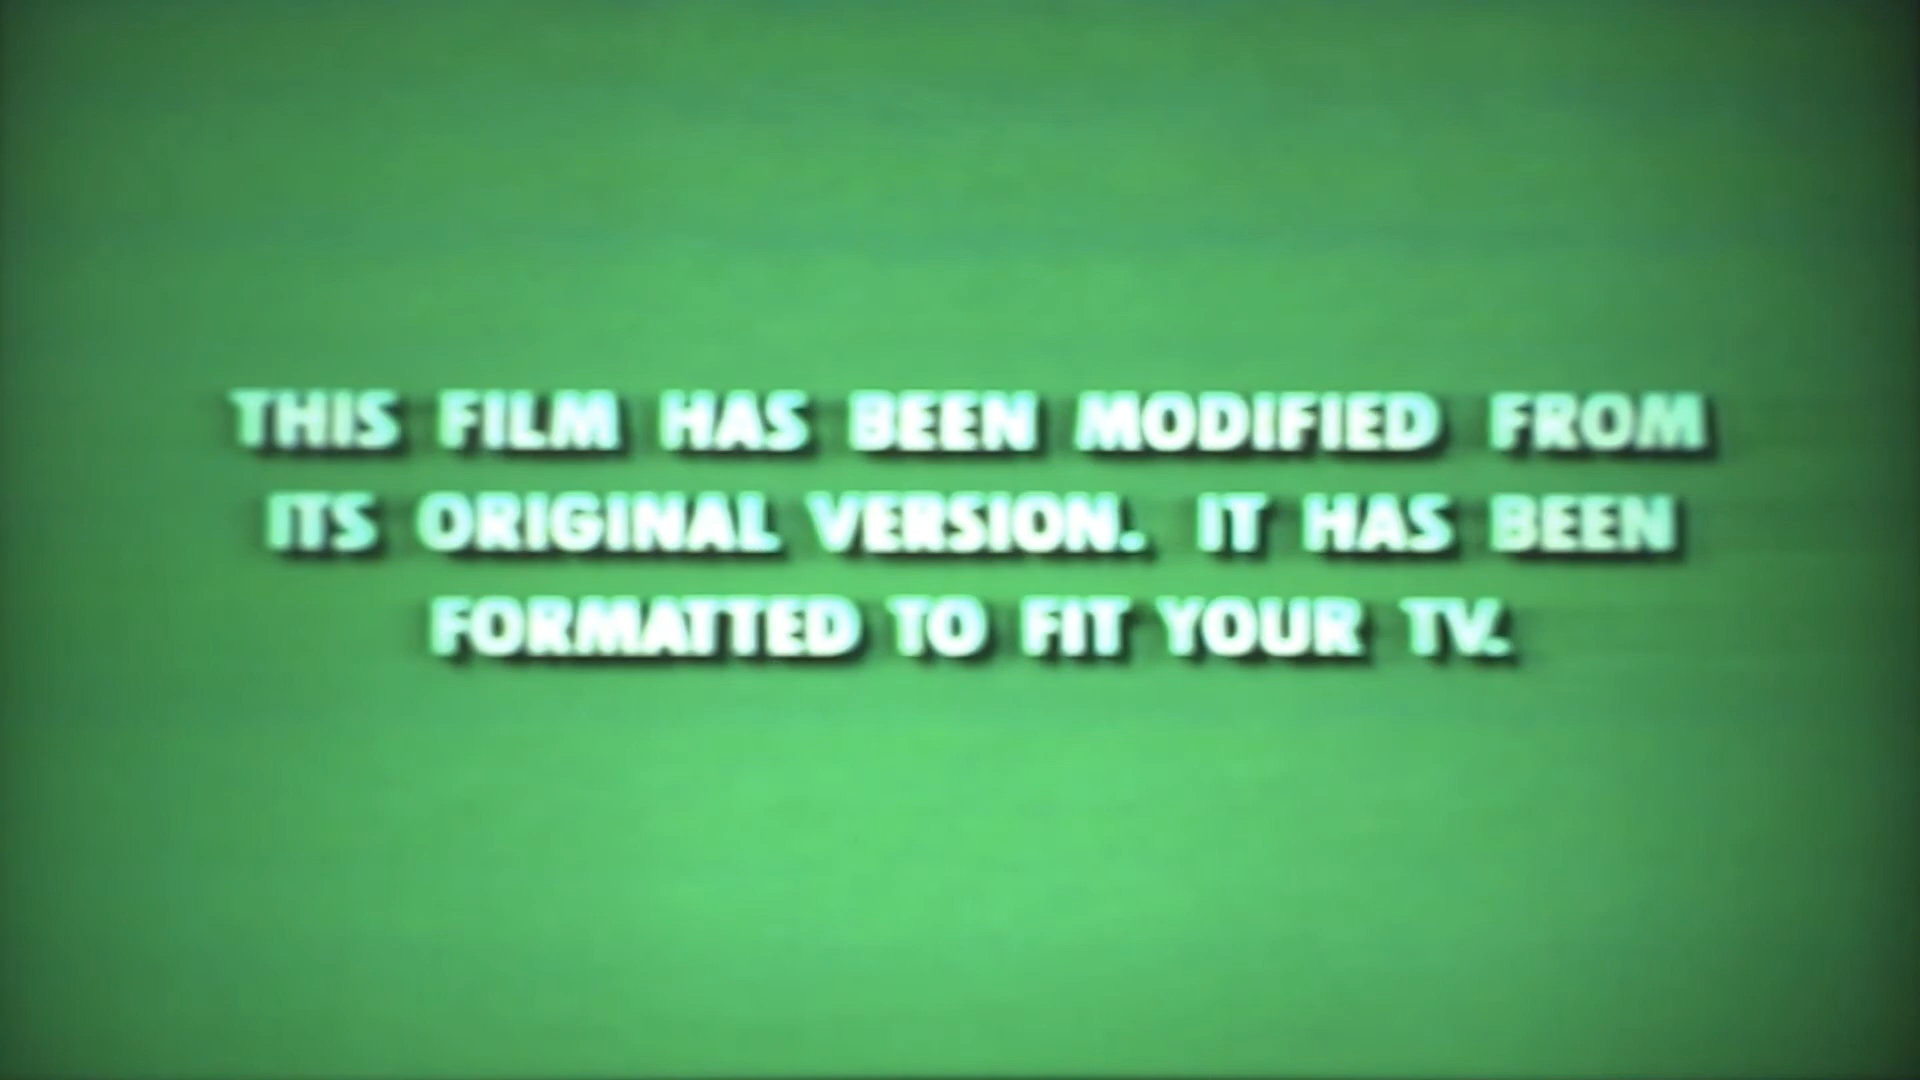 THIS FILM HAS BEEN MODIFIED FROM
ITS ORIGINAL VERSION. IT HAS BEEN
FORMATTED TO FIT YOUR TV.